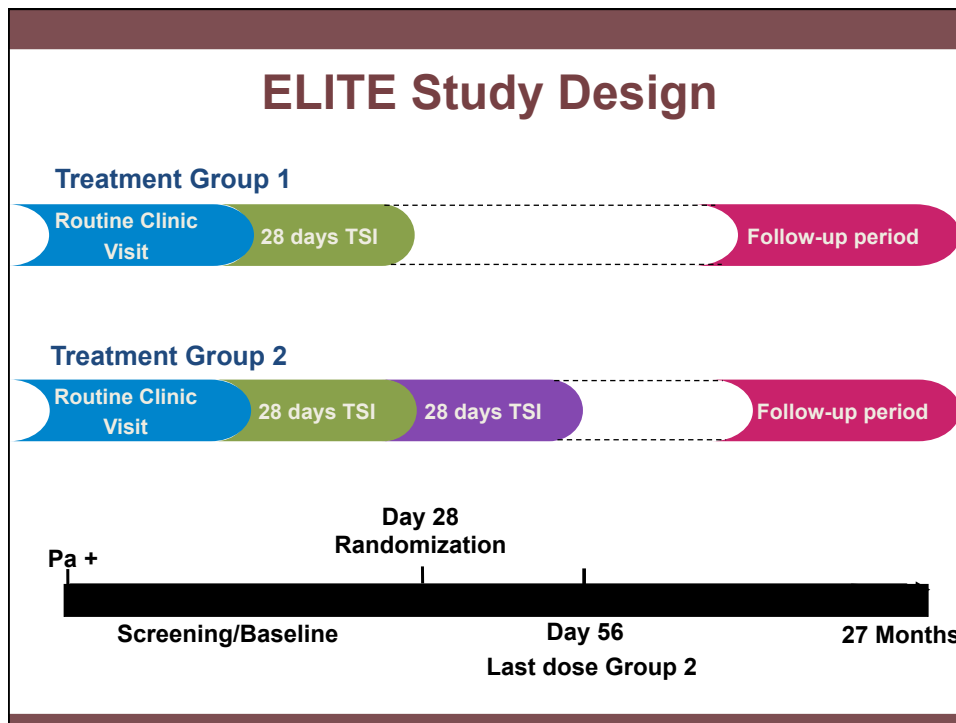 ELITE Study Design
Treatment Group 1
Routine Clinic
Visit
28 days TSI
Follow-up period
Treatment Group 2
Routine Clinic
Visit
28 days TSI
28 days TSI
Follow-up period
Day 28
Randomization
Pa +
Screening/Baseline
Day 56
27 Months
Last dose Group 2